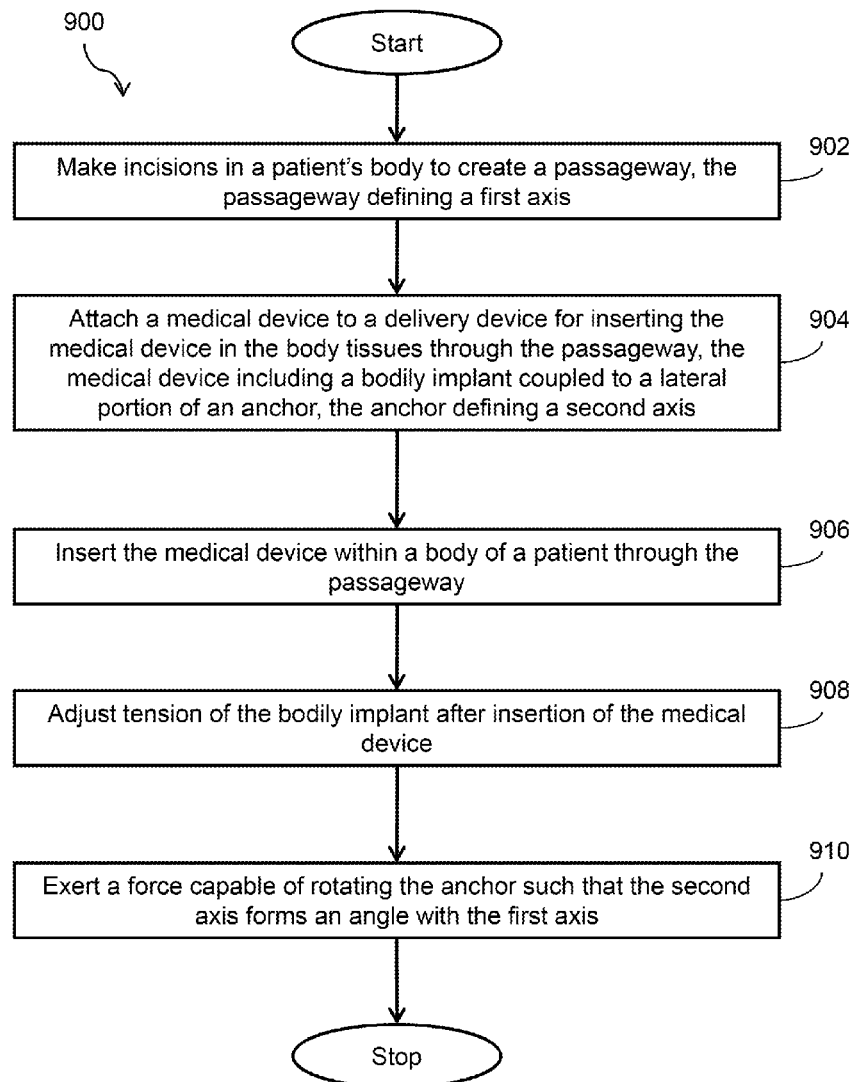 900
Start
902
Make incisions in a patient's body to create a passageway, the
passageway defining a first axis
904
Attach a medical device to a delivery device for inserting the
medical device in the body tissues through the passageway, the
medical device including a bodily implant coupled to a lateral
portion of an anchor, the anchor defining a second axis
906
Insert the medical device within a body of a patient through the
passageway
908
Adjust tension of the bodily implant after insertion of the medical
device
910
Exert a force capable of rotating the anchor such that the second
axis forms an angle with the first axis
Stop